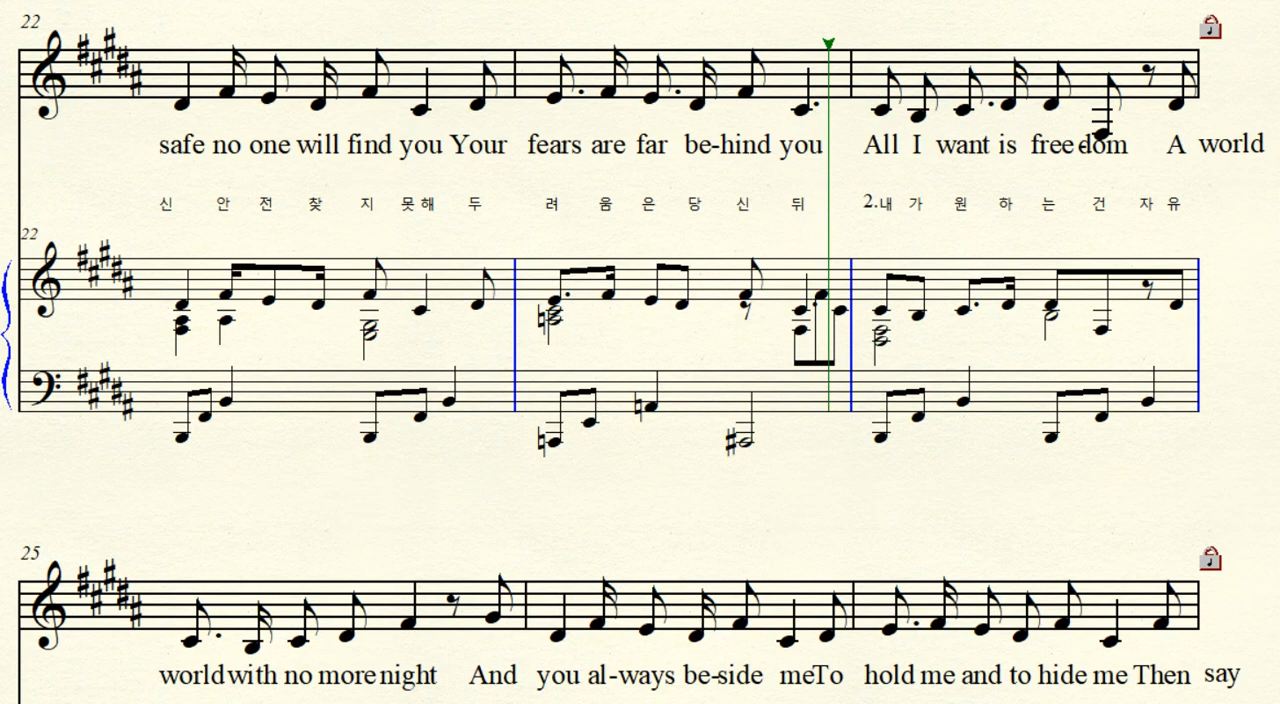 22
safe no one will find you Your fears are far be-hind you All I want is free-dom A world
신 안 전 찾 지 못 해 두 려 움 은 당 신 뒤 2.내 가 원 하 는 건 자 유
22
25
world with no more night And you al-ways be-side me To hold me and to hide me Then say